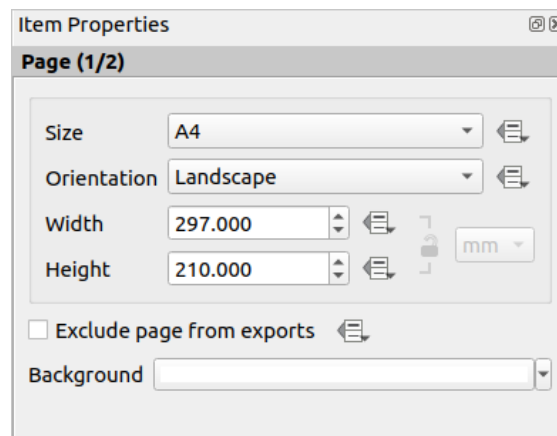 Item Properties
Page (1/2)
Size A4
Orientation Landscape
Width 297.000
mm
Height 210.000
Exclude page from exports
Background